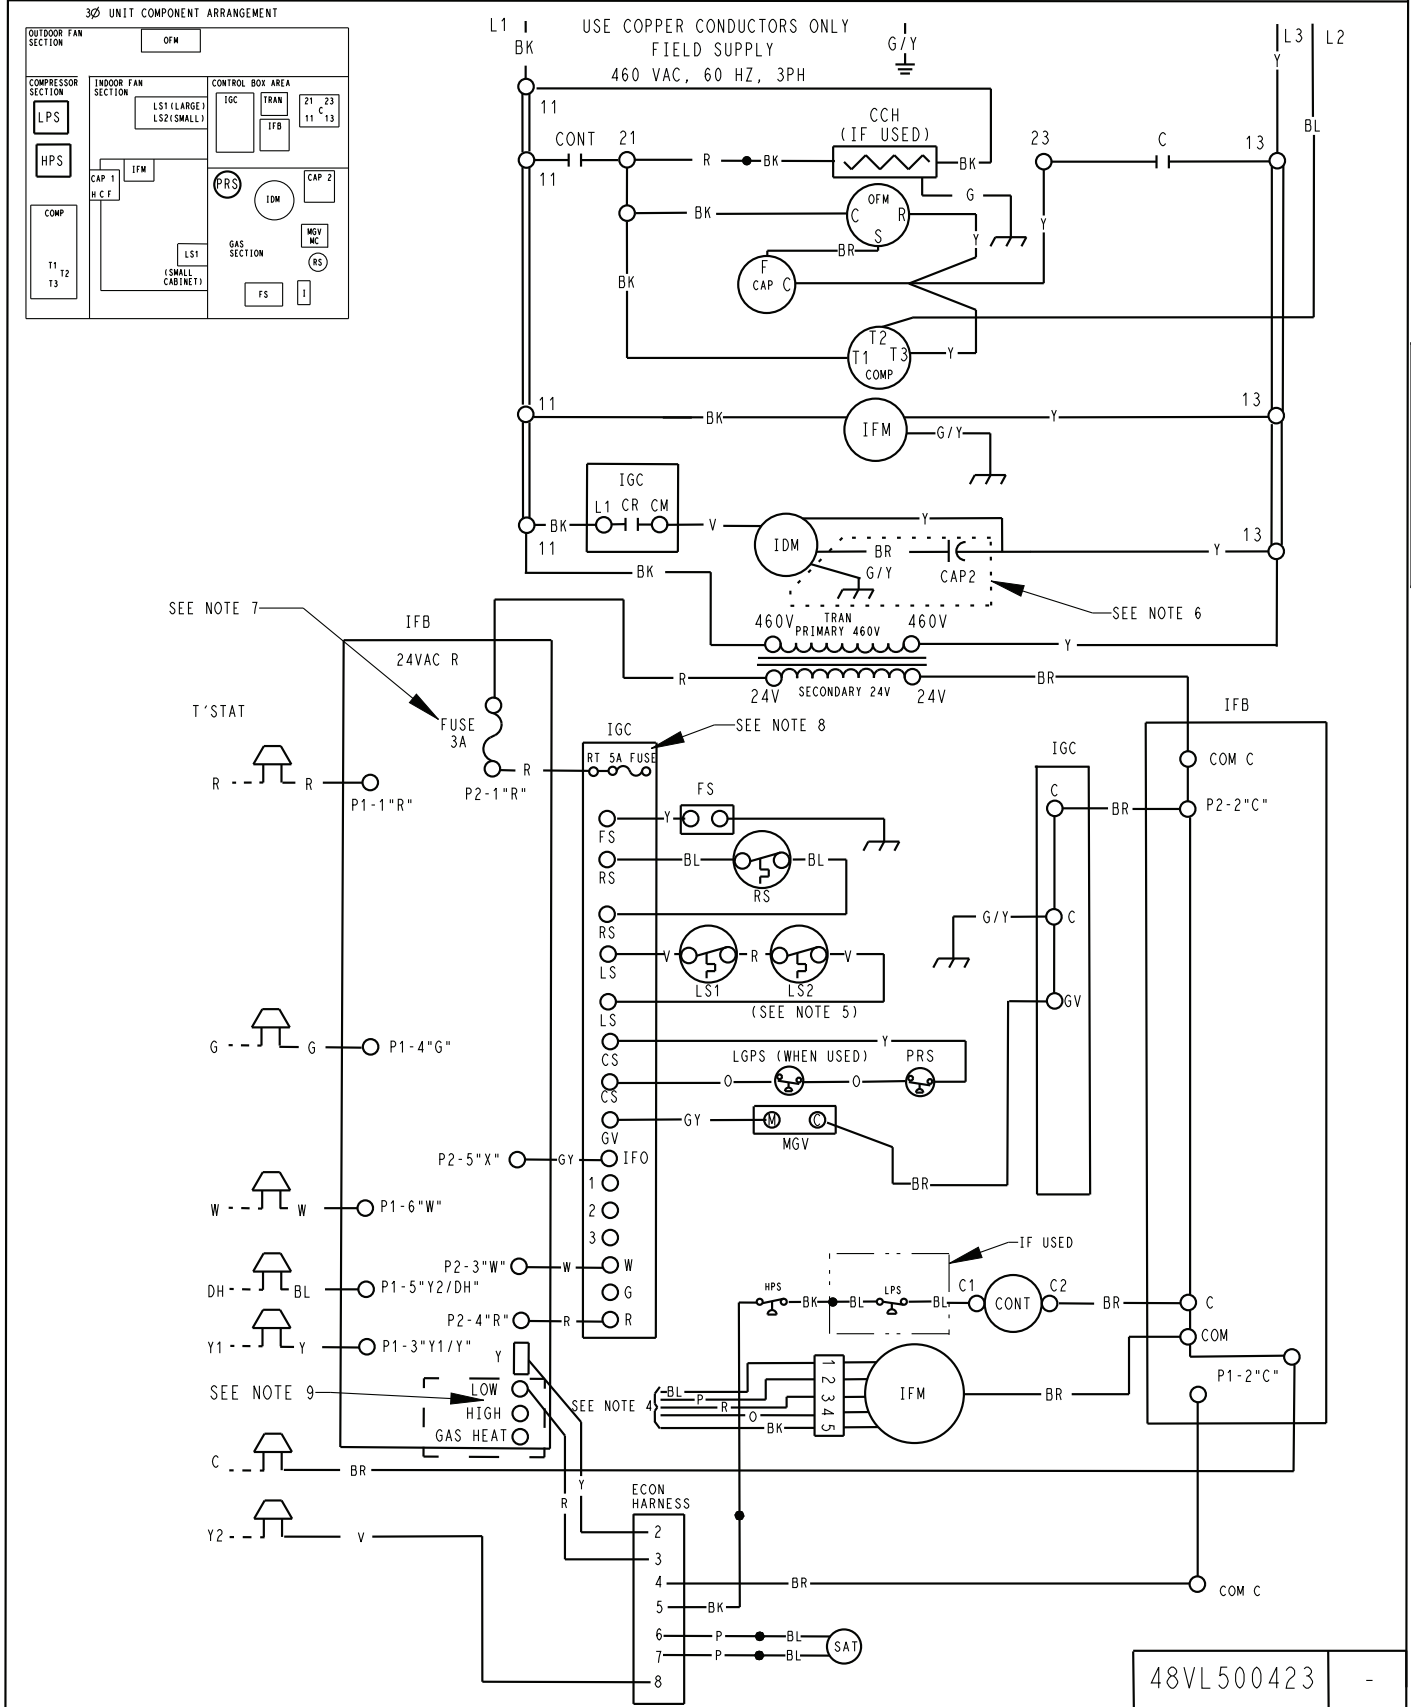 3Ø UNIT COMPONENT ARRANGEMENT
OUTDOOR FAN
SECTION
OFM
COMPRESSOR
SECTION
INDOOR FAN
SECTION
CONTROL BOX AREA
LPS
LS1 (LARGE)
LS2(SMALL)
IGC
TRAN
IFB
21 23
C
11 13
HPS
IFM
CAP 1
H C F
PRS
IDM
CAP 2
COMP
T1
T2
T3
GAS
SECTION
MGV
MC
LS1
(SMALL
CABINET)
RS
FS
I
L1
BK
USE COPPER CONDUCTORS ONLY
FIELD SUPPLY
460 VAC, 60 HZ, 3PH
G/Y
L3
L2
Y
BL
11
CCH
(IF USED)
CONT
21
R
BK
BK
23
C
13
11
G
BK
OFM
C
R
S
Y
Y
BR
F
CAP C
BK
T2
T1
T3
COMP
Y
11
BK
IFM
Y
13
G/Y
IGC
L1 CR CM
BK
V
IDM
Y
BR
G/Y
CAP2
Y
13
11
BK
SEE NOTE 6
460V
TRAN
PRIMARY 460V
460V
Y
R
24V
SECONDARY 24V
24V
BR
SEE NOTE 7
IFB
24VAC R
FUSE
3A
T'STAT
R
R
P1-1"R"
P2-1"R"
R
IGC
SEE NOTE 8
RT 5A FUSE
IFB
IGC
COM C
C
BR
P2-2"C"
FS
Y
FS
BL
BL
RS
RS
RS
G/Y
C
V
R
V
LS
LS1
LS2
GV
(SEE NOTE 5)
LS
Y
CS
LGPS (WHEN USED)
PRS
O
O
CS
GY
M
C
MGV
GV
BR
G
G
P1-4"G"
P2-5"X"
GY
IFO
1
2
3
W
W
P1-6"W"
P2-3"W"
W
W
G
DH
BL
P1-5"Y2/DH"
P2-4"R"
R
R
Y1
Y
P1-3"Y1/Y"
Y
IF USED
HPS
BK
BL
LPS
BL
C1
CONT
C2
BR
C
COM
P1-2"C"
SEE NOTE 9
LOW
HIGH
GAS HEAT
SEE NOTE 4
BL
P
R
O
BK
1
2
3
4
5
IFM
BR
C
BR
Y
R
Y2
V
ECON
HARNESS
2
3
4
BR
COM C
5
BK
6
P
BL
SAT
7
P
BL
8
48VL500423
-